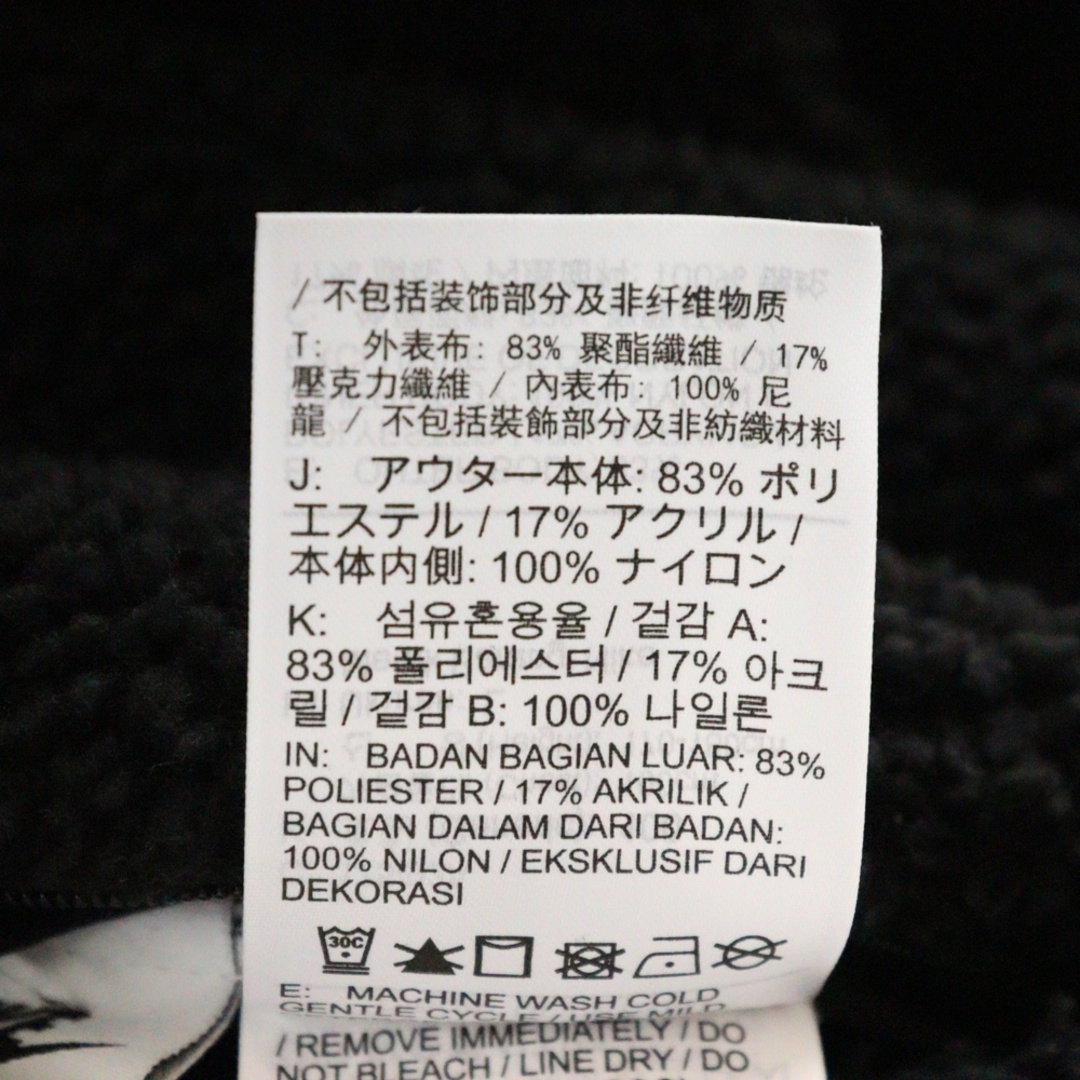 / 不包括装饰部分及非纤维物质
T: 外表布: 83% 聚酯纖維 / 17%
壓克力纖維 / 內表布: 100% 尼
龍 / 不包括裝飾部分及非紡織材料
J: アウター本体: 83% ポリ
エステル / 17% アクリル /
本体内側: 100% ナイロン
K: 섬유혼용율 / 겉감 A:
83% 폴리에스터 / 17% 아크
릴 / 겉감 B: 100% 나일론
IN: BADAN BAGIAN LUAR: 83%
POLIESTER / 17% AKRILIK /
BAGIAN DALAM DARI BADAN:
100% NILON / EKSKLUSIF DARI
DEKORASI
30C
E: MACHINE WASH COLD
GENTLE CYCLE / USE MILD
/ REMOVE IMMEDIATELY / DO
NOT BLEACH / LINE DRY / DO